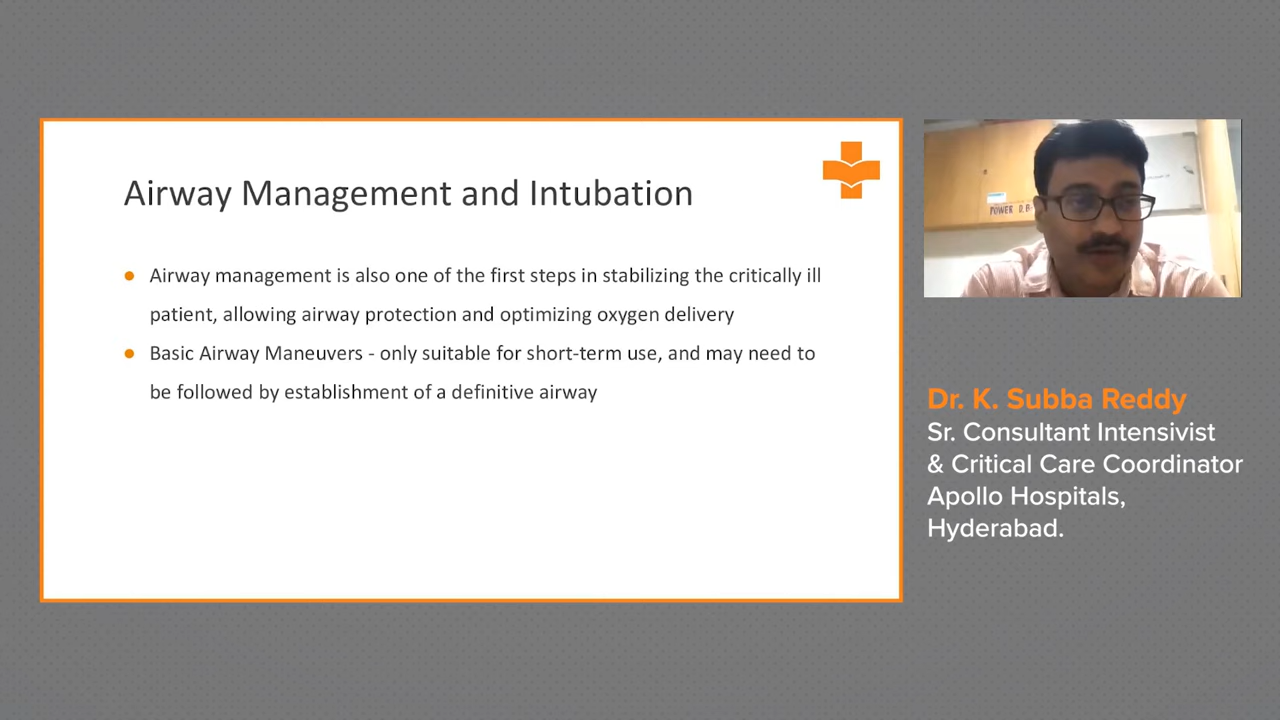 Airway Management and Intubation
Airway management is also one of the first steps in stabilizing the critically ill
patient, allowing airway protection and optimizing oxygen delivery
Basic Airway Maneuvers - only suitable for short-term use, and may need to
be followed by establishment of a definitive airway
POWER D.B
Dr. K. Subba Reddy
Sr. Consultant Intensivist
& Critical Care Coordinator
Apollo Hospitals,
Hyderabad.